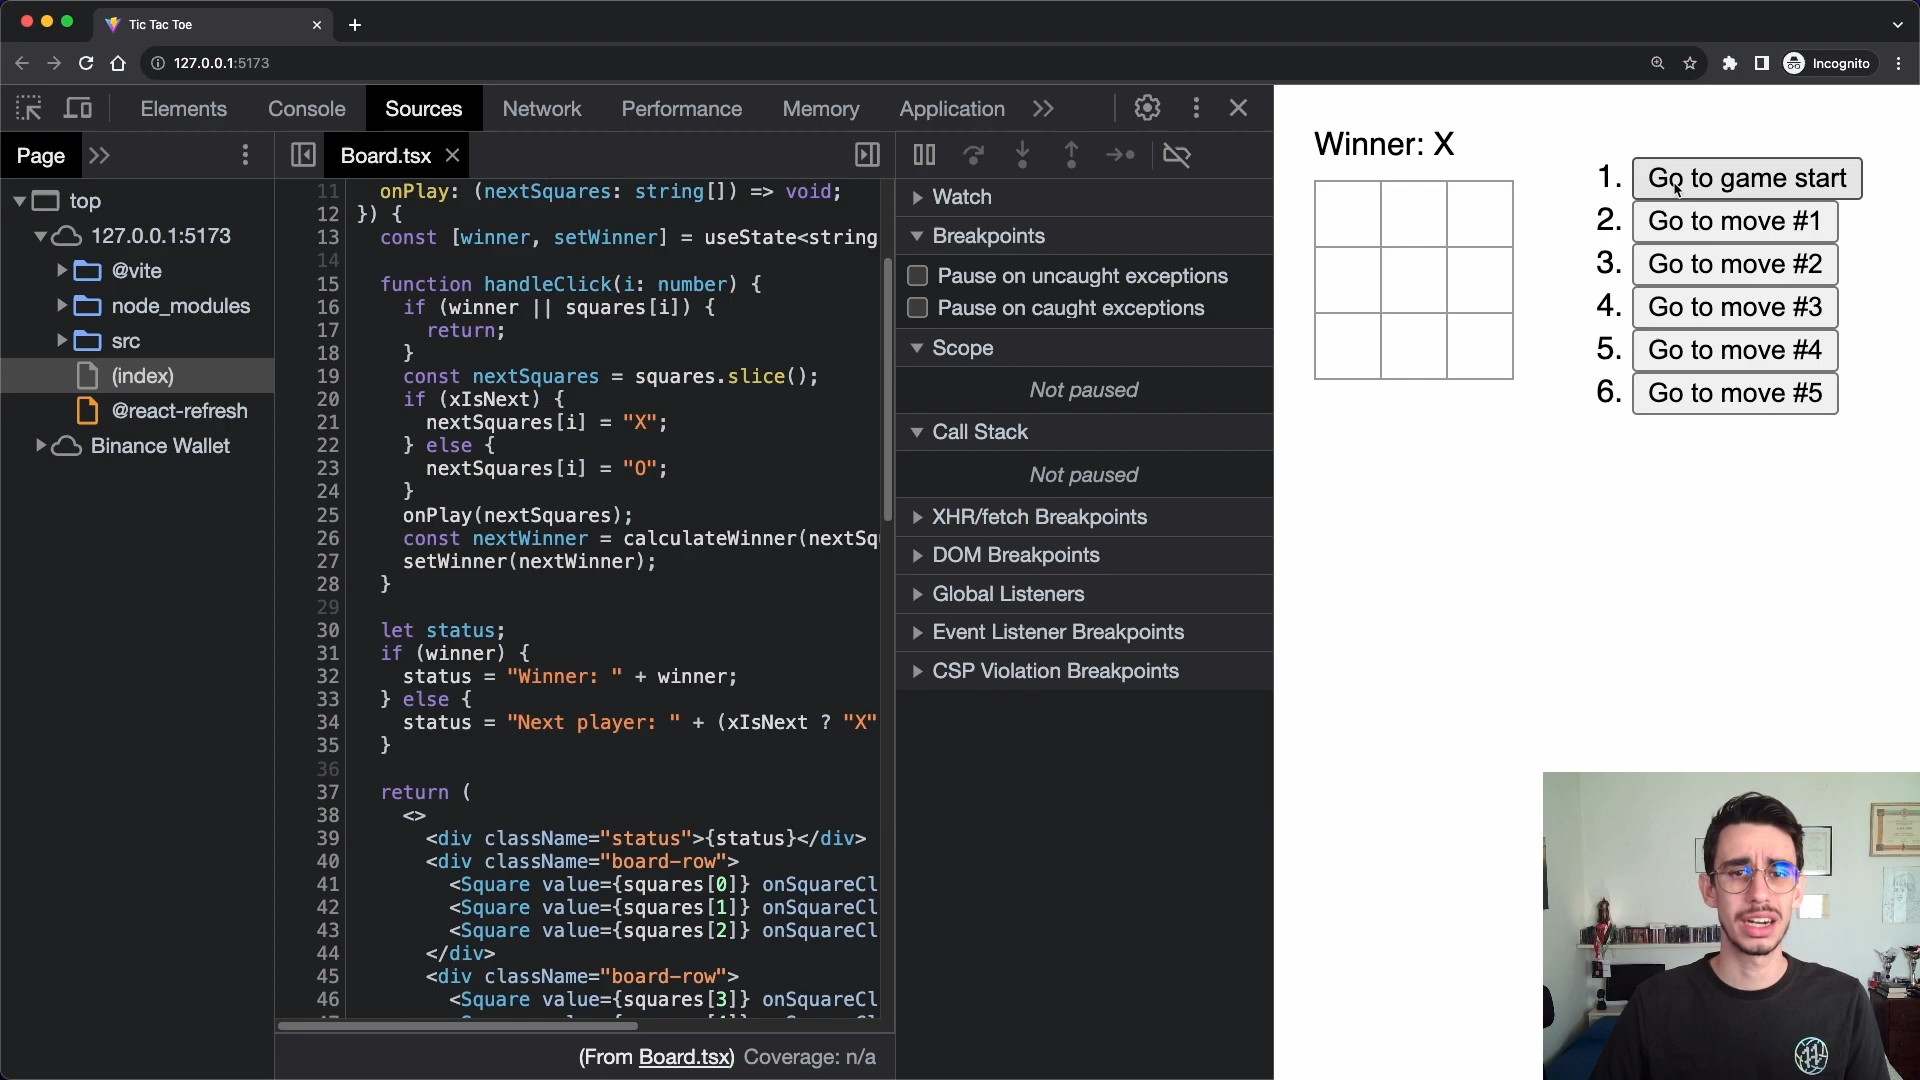 Tic Tac Toe
127.0.0.1:5173
Incognito
Elements
Console
Sources
Network
Performance
Memory
Application
Page
Board.tsx
top
127.0.0.1:5173
@vite
node_modules
src
(index)
@react-refresh
Binance Wallet
11 onPlay: (nextSquares: string[]) => void;
12 }) {
13 const [winner, setWinner] = useState<string
14
15 function handleClick(i: number) {
16 if (winner || squares[i]) {
17 return;
18 }
19 const nextSquares = squares.slice();
20 if (xIsNext) {
21 nextSquares[i] = "X";
22 } else {
23 nextSquares[i] = "O";
24 }
25 onPlay(nextSquares);
26 const nextWinner = calculateWinner(nextSq
27 setWinner(nextWinner);
28 }
29
30 let status;
31 if (winner) {
32 status = "Winner: " + winner;
33 } else {
34 status = "Next player: " + (xIsNext ? "X"
35 }
36
37 return (
38 <>
39 <div className="status">{status}</div>
40 <div className="board-row">
41 <Square value={squares[0]} onSquareCl
42 <Square value={squares[1]} onSquareCl
43 <Square value={squares[2]} onSquareCl
44 </div>
45 <div className="board-row">
46 <Square value={squares[3]} onSquareCl
(From Board.tsx) Coverage: n/a
Watch
Breakpoints
Pause on uncaught exceptions
Pause on caught exceptions
Scope
Not paused
Call Stack
Not paused
XHR/fetch Breakpoints
DOM Breakpoints
Global Listeners
Event Listener Breakpoints
CSP Violation Breakpoints
Winner: X
1. Go to game start
2. Go to move #1
3. Go to move #2
4. Go to move #3
5. Go to move #4
6. Go to move #5